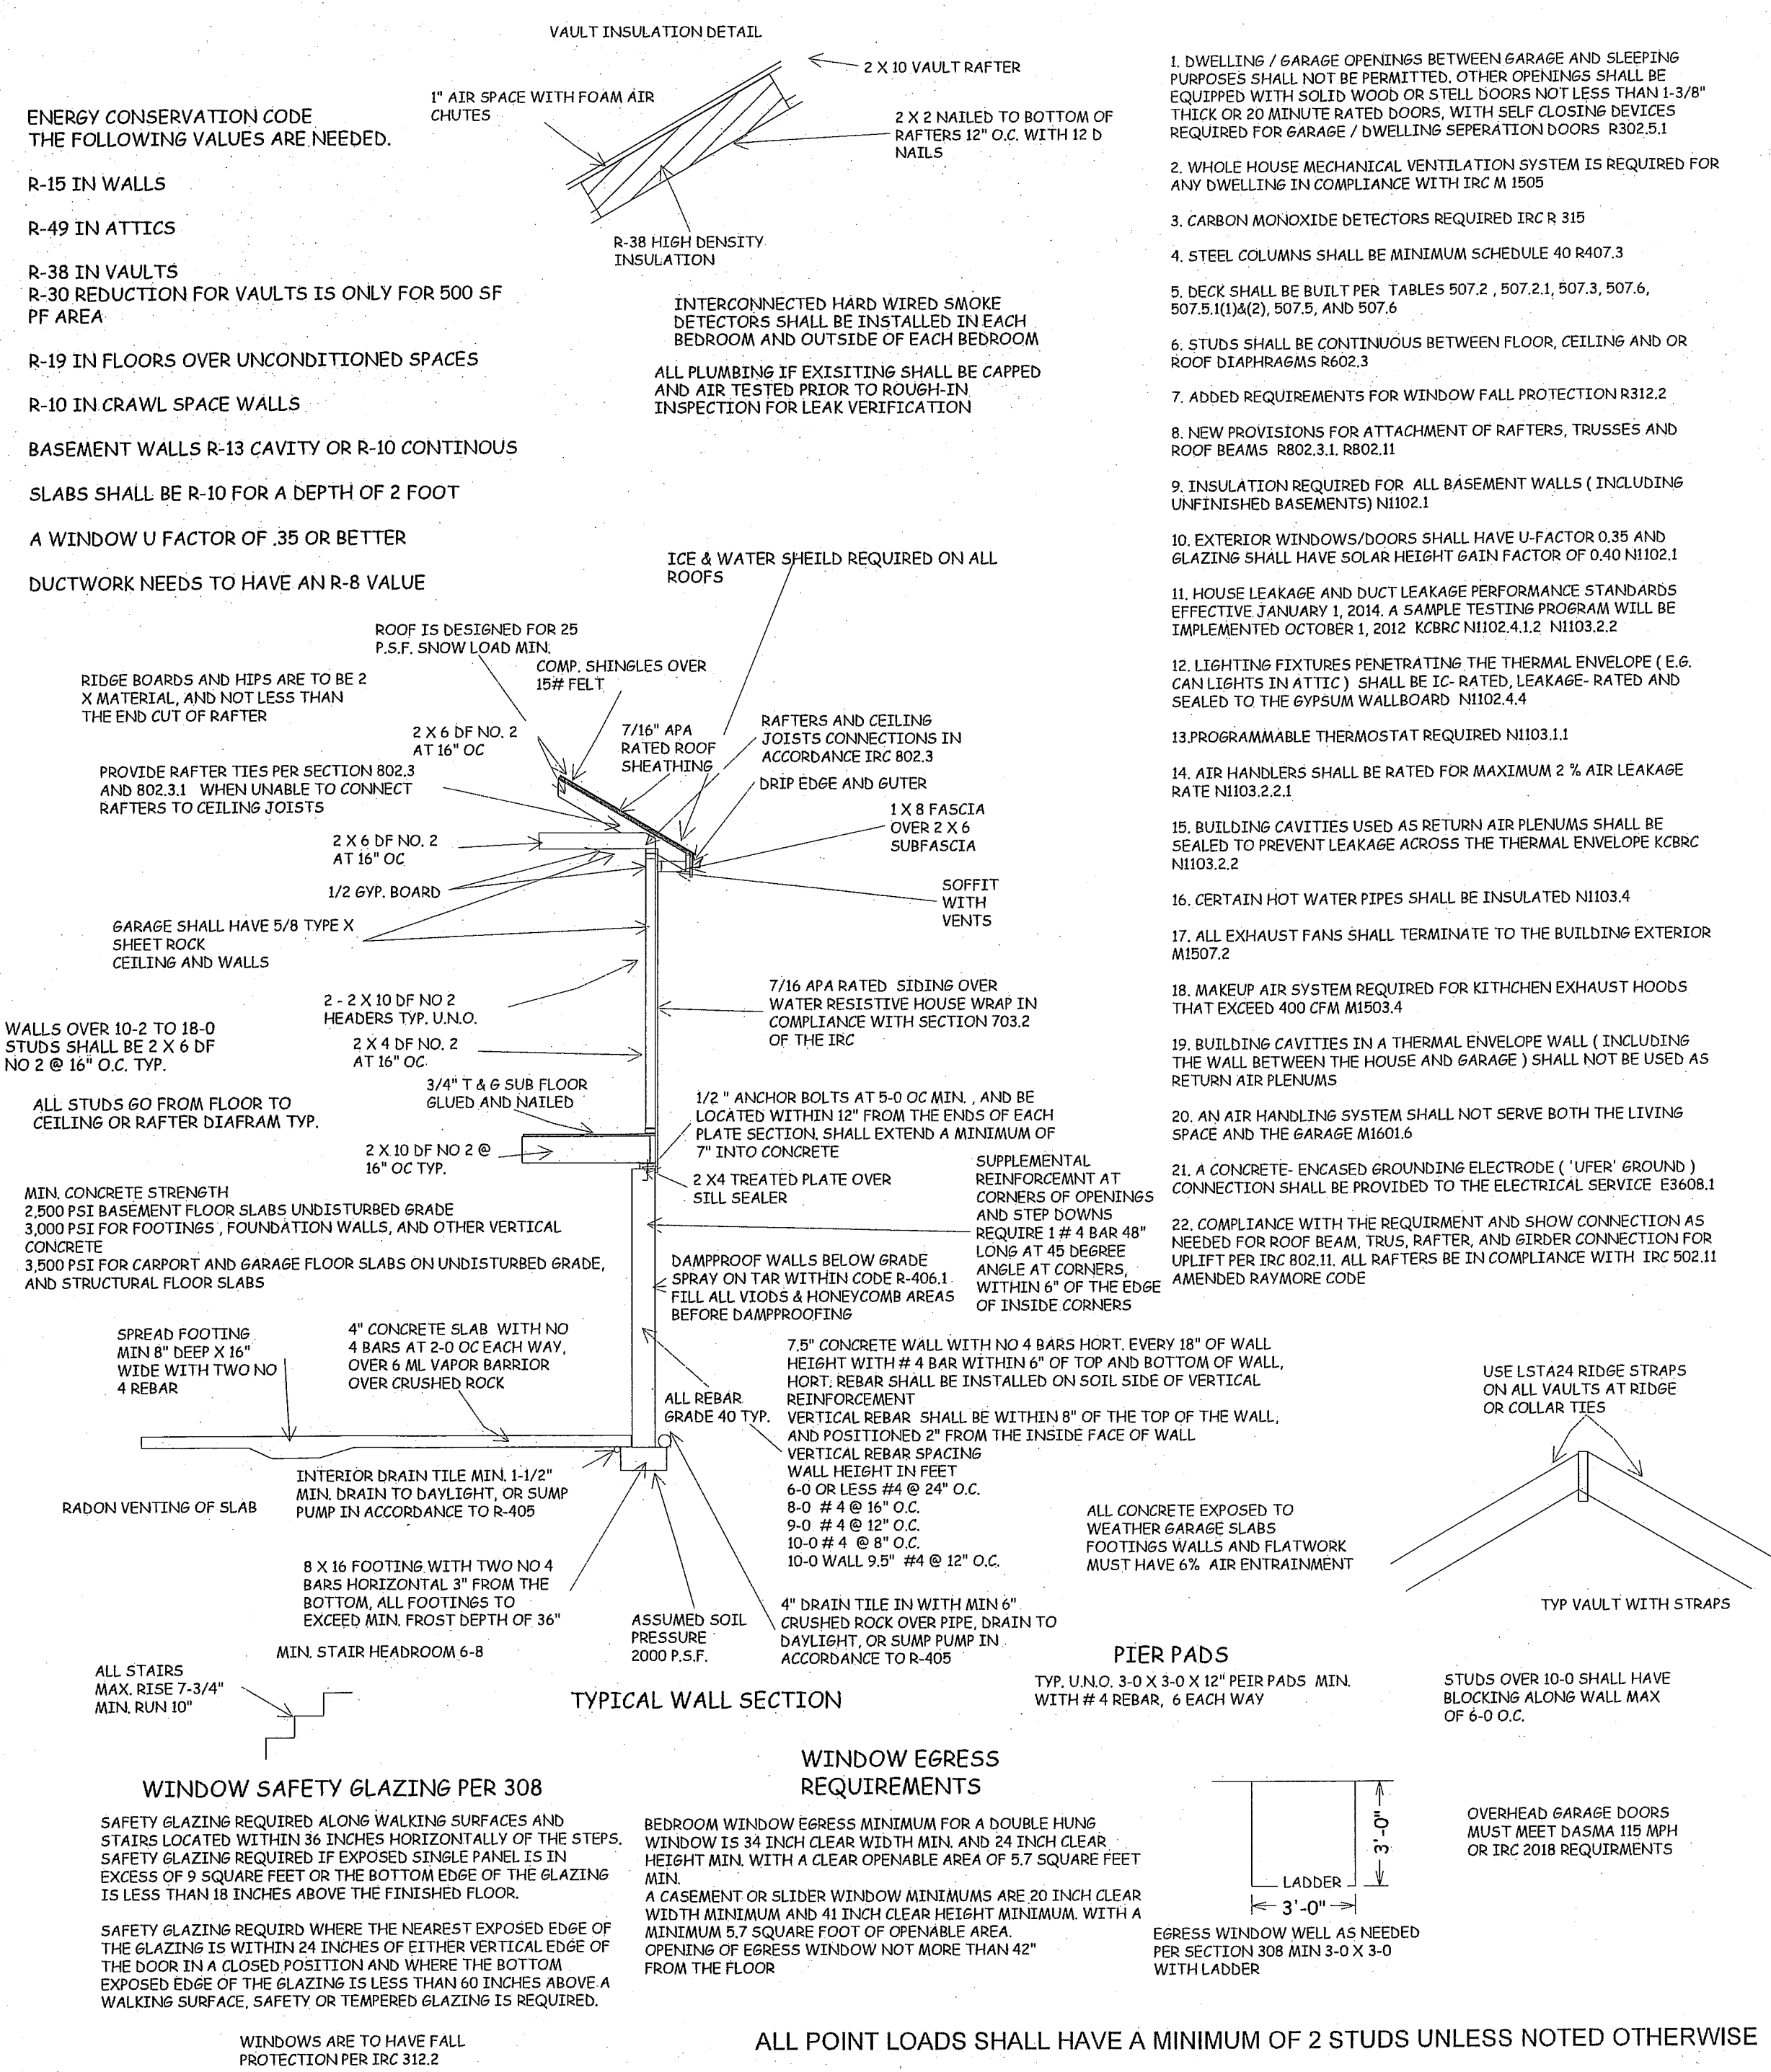 VAULT INSULATION DETAIL
2 X 10 VAULT RAFTER
1" AIR SPACE WITH FOAM AIR
CHUTES
2 X 2 NAILED TO BOTTOM OF
RAFTERS 12" O.C. WITH 12 D
NAILS
R-38 HIGH DENSITY
INSULATION
ENERGY CONSERVATION CODE
THE FOLLOWING VALUES ARE NEEDED.
R-15 IN WALLS
R-49 IN ATTICS
R-38 IN VAULTS
R-30 REDUCTION FOR VAULTS IS ONLY FOR 500 SF
PF AREA
R-19 IN FLOORS OVER UNCONDITIONED SPACES
R-10 IN CRAWL SPACE WALLS
BASEMENT WALLS R-13 CAVITY OR R-10 CONTINOUS
SLABS SHALL BE R-10 FOR A DEPTH OF 2 FOOT
A WINDOW U FACTOR OF .35 OR BETTER
DUCTWORK NEEDS TO HAVE AN R-8 VALUE
INTERCONNECTED HARD WIRED SMOKE
DETECTORS SHALL BE INSTALLED IN EACH
BEDROOM AND OUTSIDE OF EACH BEDROOM
ALL PLUMBING IF EXISITING SHALL BE CAPPED
AND AIR TESTED PRIOR TO ROUGH-IN
INSPECTION FOR LEAK VERIFICATION
1. DWELLING / GARAGE OPENINGS BETWEEN GARAGE AND SLEEPING
PURPOSES SHALL NOT BE PERMITTED. OTHER OPENINGS SHALL BE
EQUIPPED WITH SOLID WOOD OR STELL DOORS NOT LESS THAN 1-3/8"
THICK OR 20 MINUTE RATED DOORS, WITH SELF CLOSING DEVICES
REQUIRED FOR GARAGE / DWELLING SEPERATION DOORS R302.5.1
2. WHOLE HOUSE MECHANICAL VENTILATION SYSTEM IS REQUIRED FOR
ANY DWELLING IN COMPLIANCE WITH IRC M 1505
3. CARBON MONOXIDE DETECTORS REQUIRED IRC R 315
4. STEEL COLUMNS SHALL BE MINIMUM SCHEDULE 40 R407.3
5. DECK SHALL BE BUILT PER TABLES 507.2 , 507.2.1, 507.3, 507.6,
507.5.1(1)&(2), 507.5, AND 507.6
6. STUDS SHALL BE CONTINUOUS BETWEEN FLOOR, CEILING AND OR
ROOF DIAPHRAGMS R602.3
7. ADDED REQUIREMENTS FOR WINDOW FALL PROTECTION R312.2
8. NEW PROVISIONS FOR ATTACHMENT OF RAFTERS, TRUSSES AND
ROOF BEAMS R802.3.1. R802.11
9. INSULATION REQUIRED FOR ALL BASEMENT WALLS ( INCLUDING
UNFINISHED BASEMENTS) N1102.1
10. EXTERIOR WINDOWS/DOORS SHALL HAVE U-FACTOR 0.35 AND
GLAZING SHALL HAVE SOLAR HEIGHT GAIN FACTOR OF 0.40 N1102.1
11. HOUSE LEAKAGE AND DUCT LEAKAGE PERFORMANCE STANDARDS
EFFECTIVE JANUARY 1, 2014. A SAMPLE TESTING PROGRAM WILL BE
IMPLEMENTED OCTOBER 1, 2012 KCBRC N1102.4.1.2 N1103.2.2
12. LIGHTING FIXTURES PENETRATING THE THERMAL ENVELOPE ( E.G.
CAN LIGHTS IN ATTIC ) SHALL BE IC- RATED, LEAKAGE- RATED AND
SEALED TO THE GYPSUM WALLBOARD N1102.4.4
13.PROGRAMMABLE THERMOSTAT REQUIRED N1103.1.1
14. AIR HANDLERS SHALL BE RATED FOR MAXIMUM 2 % AIR LEAKAGE
RATE N1103.2.2.1
15. BUILDING CAVITIES USED AS RETURN AIR PLENUMS SHALL BE
SEALED TO PREVENT LEAKAGE ACROSS THE THERMAL ENVELOPE KCBRC
N1103.2.2
16. CERTAIN HOT WATER PIPES SHALL BE INSULATED N1103.4
17. ALL EXHAUST FANS SHALL TERMINATE TO THE BUILDING EXTERIOR
M1507.2
18. MAKEUP AIR SYSTEM REQUIRED FOR KITHCHEN EXHAUST HOODS
THAT EXCEED 400 CFM M1503.4
19. BUILDING CAVITIES IN A THERMAL ENVELOPE WALL ( INCLUDING
THE WALL BETWEEN THE HOUSE AND GARAGE ) SHALL NOT BE USED AS
RETURN AIR PLENUMS
20. AN AIR HANDLING SYSTEM SHALL NOT SERVE BOTH THE LIVING
SPACE AND THE GARAGE M1601.6
21. A CONCRETE- ENCASED GROUNDING ELECTRODE ( 'UFER' GROUND )
CONNECTION SHALL BE PROVIDED TO THE ELECTRICAL SERVICE E3608.1
22. COMPLIANCE WITH THE REQUIRMENT AND SHOW CONNECTION AS
NEEDED FOR ROOF BEAM, TRUS, RAFTER, AND GIRDER CONNECTION FOR
UPLIFT PER IRC 802.11. ALL RAFTERS BE IN COMPLIANCE WITH IRC 502.11
AMENDED RAYMORE CODE
ICE & WATER SHEILD REQUIRED ON ALL
ROOFS
ROOF IS DESIGNED FOR 25
P.S.F. SNOW LOAD MIN.
COMP. SHINGLES OVER
15# FELT
RIDGE BOARDS AND HIPS ARE TO BE 2
X MATERIAL, AND NOT LESS THAN
THE END CUT OF RAFTER
2 X 6 DF NO. 2
AT 16" OC
7/16" APA
RATED ROOF
SHEATHING
RAFTERS AND CEILING
JOISTS CONNECTIONS IN
ACCORDANCE IRC 802.3
PROVIDE RAFTER TIES PER SECTION 802.3
AND 802.3.1 WHEN UNABLE TO CONNECT
RAFTERS TO CEILING JOISTS
DRIP EDGE AND GUTER
1 X 8 FASCIA
OVER 2 X 6
SUBFASCIA
2 X 6 DF NO. 2
AT 16" OC
1/2 GYP. BOARD
SOFFIT
WITH
VENTS
GARAGE SHALL HAVE 5/8 TYPE X
SHEET ROCK
CEILING AND WALLS
2 - 2 X 10 DF NO 2
HEADERS TYP. U.N.O.
7/16 APA RATED SIDING OVER
WATER RESISTIVE HOUSE WRAP IN
COMPLIANCE WITH SECTION 703.2
OF THE IRC
WALLS OVER 10-2 TO 18-0
STUDS SHALL BE 2 X 6 DF
NO 2 @ 16" O.C. TYP.
2 X 4 DF NO. 2
AT 16" OC
3/4" T & G SUB FLOOR
GLUED AND NAILED
ALL STUDS GO FROM FLOOR TO
CEILING OR RAFTER DIAFRAM TYP.
1/2 " ANCHOR BOLTS AT 5-0 OC MIN. , AND BE
LOCATED WITHIN 12" FROM THE ENDS OF EACH
PLATE SECTION. SHALL EXTEND A MINIMUM OF
7" INTO CONCRETE
2 X 10 DF NO 2 @
16" OC TYP.
2 X4 TREATED PLATE OVER
SILL SEALER
SUPPLEMENTAL
REINFORCEMNT AT
CORNERS OF OPENINGS
AND STEP DOWNS
REQUIRE 1 # 4 BAR 48"
LONG AT 45 DEGREE
ANGLE AT CORNERS,
WITHIN 6" OF THE EDGE
OF INSIDE CORNERS
MIN. CONCRETE STRENGTH
2,500 PSI BASEMENT FLOOR SLABS UNDISTURBED GRADE
3,000 PSI FOR FOOTINGS , FOUNDATION WALLS, AND OTHER VERTICAL
CONCRETE
3,500 PSI FOR CARPORT AND GARAGE FLOOR SLABS ON UNDISTURBED GRADE,
AND STRUCTURAL FLOOR SLABS
DAMPPROOF WALLS BELOW GRADE
SPRAY ON TAR WITHIN CODE R-406.1
FILL ALL VIODS & HONEYCOMB AREAS
BEFORE DAMPPROOFING
SPREAD FOOTING
MIN 8" DEEP X 16"
WIDE WITH TWO NO
4 REBAR
4" CONCRETE SLAB WITH NO
4 BARS AT 2-0 OC EACH WAY,
OVER 6 ML VAPOR BARRIOR
OVER CRUSHED ROCK
ALL REBAR
GRADE 40 TYP.
7.5" CONCRETE WALL WITH NO 4 BARS HORT. EVERY 18" OF WALL
HEIGHT WITH # 4 BAR WITHIN 6" OF TOP AND BOTTOM OF WALL,
HORT. REBAR SHALL BE INSTALLED ON SOIL SIDE OF VERTICAL
REINFORCEMENT
VERTICAL REBAR SHALL BE WITHIN 8" OF THE TOP OF THE WALL,
AND POSITIONED 2" FROM THE INSIDE FACE OF WALL
VERTICAL REBAR SPACING
WALL HEIGHT IN FEET
6-0 OR LESS #4 @ 24" O.C.
8-0 # 4 @ 16" O.C.
9-0 # 4 @ 12" O.C.
10-0 # 4 @ 8" O.C.
10-0 WALL 9.5" #4 @ 12" O.C.
USE LSTA24 RIDGE STRAPS
ON ALL VAULTS AT RIDGE
OR COLLAR TIES
TYP VAULT WITH STRAPS
RADON VENTING OF SLAB
INTERIOR DRAIN TILE MIN. 1-1/2"
MIN. DRAIN TO DAYLIGHT, OR SUMP
PUMP IN ACCORDANCE TO R-405
ALL CONCRETE EXPOSED TO
WEATHER GARAGE SLABS
FOOTINGS WALLS AND FLATWORK
MUST HAVE 6% AIR ENTRAINMENT
8 X 16 FOOTING WITH TWO NO 4
BARS HORIZONTAL 3" FROM THE
BOTTOM, ALL FOOTINGS TO
EXCEED MIN. FROST DEPTH OF 36"
ASSUMED SOIL
PRESSURE
2000 P.S.F.
4" DRAIN TILE IN WITH MIN 6"
CRUSHED ROCK OVER PIPE, DRAIN TO
DAYLIGHT, OR SUMP PUMP IN
ACCORDANCE TO R-405
MIN. STAIR HEADROOM 6-8
ALL STAIRS
MAX. RISE 7-3/4"
MIN. RUN 10"
TYPICAL WALL SECTION
PIER PADS
TYP. U.N.O. 3-0 X 3-0 X 12" PEIR PADS MIN.
WITH # 4 REBAR, 6 EACH WAY
STUDS OVER 10-0 SHALL HAVE
BLOCKING ALONG WALL MAX
OF 6-0 O.C.
WINDOW SAFETY GLAZING PER 308
SAFETY GLAZING REQUIRED ALONG WALKING SURFACES AND
STAIRS LOCATED WITHIN 36 INCHES HORIZONTALLY OF THE STEPS.
SAFETY GLAZING REQUIRED IF EXPOSED SINGLE PANEL IS IN
EXCESS OF 9 SQUARE FEET OR THE BOTTOM EDGE OF THE GLAZING
IS LESS THAN 18 INCHES ABOVE THE FINISHED FLOOR.
SAFETY GLAZING REQUIRD WHERE THE NEAREST EXPOSED EDGE OF
THE GLAZING IS WITHIN 24 INCHES OF EITHER VERTICAL EDGE OF
THE DOOR IN A CLOSED POSITION AND WHERE THE BOTTOM
EXPOSED EDGE OF THE GLAZING IS LESS THAN 60 INCHES ABOVE A
WALKING SURFACE, SAFETY OR TEMPERED GLAZING IS REQUIRED.
WINDOWS ARE TO HAVE FALL
PROTECTION PER IRC 312.2
WINDOW EGRESS
REQUIREMENTS
BEDROOM WINDOW EGRESS MINIMUM FOR A DOUBLE HUNG
WINDOW IS 34 INCH CLEAR WIDTH MIN. AND 24 INCH CLEAR
HEIGHT MIN. WITH A CLEAR OPENABLE AREA OF 5.7 SQUARE FEET
MIN.
A CASEMENT OR SLIDER WINDOW MINIMUMS ARE 20 INCH CLEAR
WIDTH MINIMUM AND 41 INCH CLEAR HEIGHT MINIMUM. WITH A
MINIMUM 5.7 SQUARE FOOT OF OPENABLE AREA.
OPENING OF EGRESS WINDOW NOT MORE THAN 42"
FROM THE FLOOR
3'-0"
LADDER
3'-0"
EGRESS WINDOW WELL AS NEEDED
PER SECTION 308 MIN 3-0 X 3-0
WITH LADDER
OVERHEAD GARAGE DOORS
MUST MEET DASMA 115 MPH
OR IRC 2018 REQUIRMENTS
ALL POINT LOADS SHALL HAVE A MINIMUM OF 2 STUDS UNLESS NOTED OTHERWISE